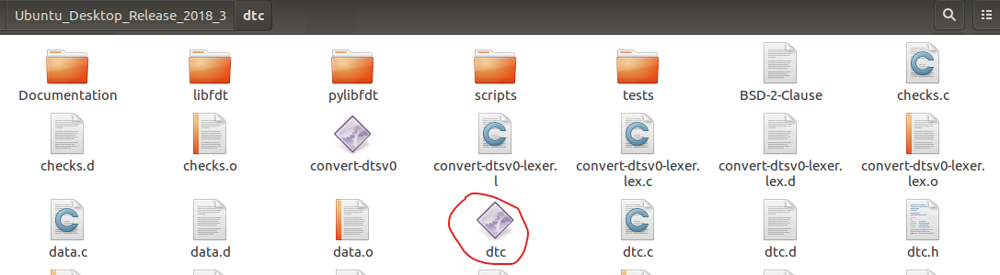 Ubuntu_Desktop_Release_2018_3 dtc
Documentation libfdt pylibfdt scripts tests BSD-2-Clause checks.c
checks.d checks.o convert-dtsv0 convert-dtsv0-lexer.l convert-dtsv0-lexer.lex.c convert-dtsv0-lexer.lex.d convert-dtsv0-lexer.lex.o
data.c data.d data.o dtc dtc.c dtc.d dtc.h